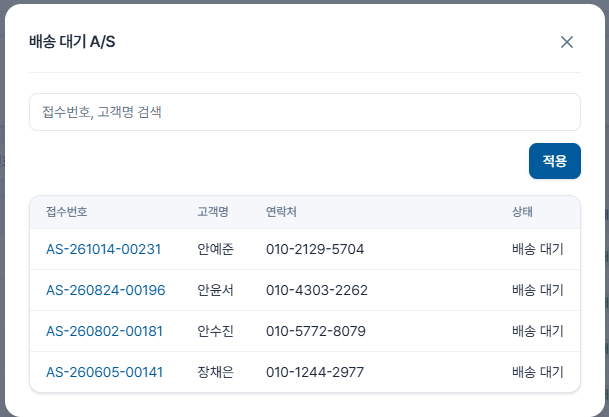 배송 대기 A/S
접수번호, 고객명 검색
적용
접수번호 고객명 연락처 상태
AS-261014-00231 안예준 010-2129-5704 배송 대기
AS-260824-00196 안윤서 010-4303-2262 배송 대기
AS-260802-00181 안수진 010-5772-8079 배송 대기
AS-260605-00141 장채은 010-1244-2977 배송 대기